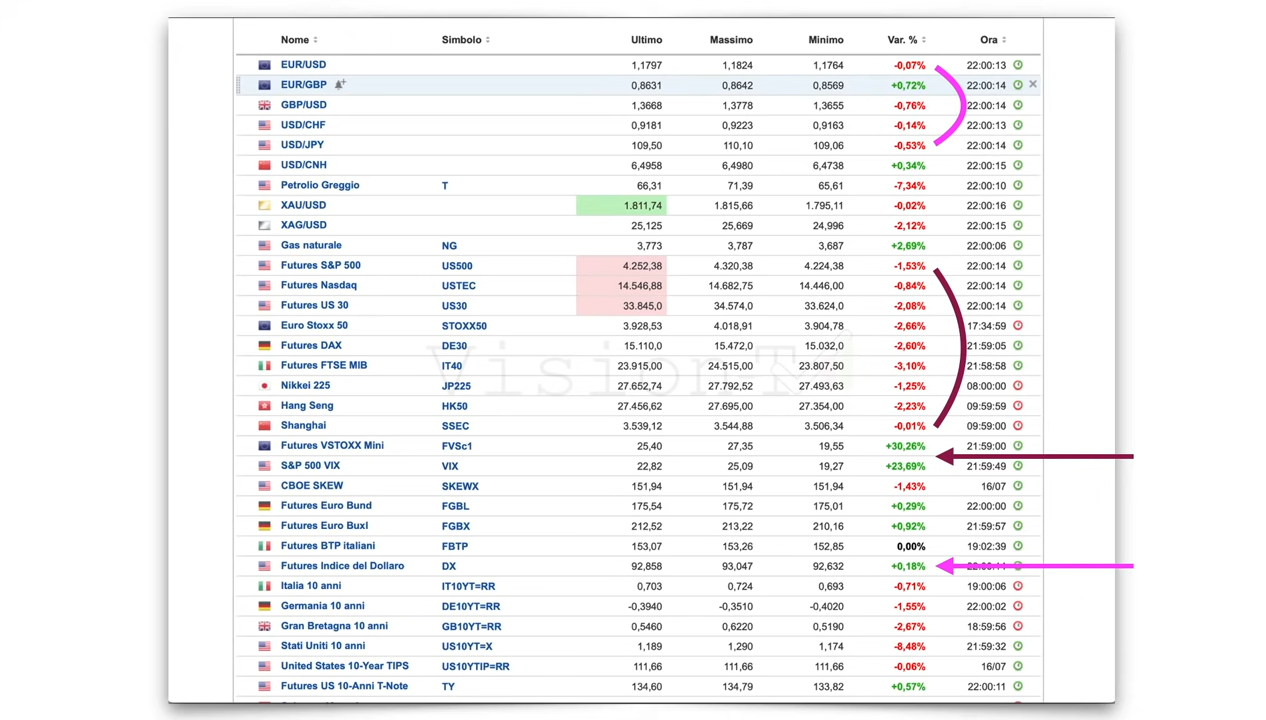 Nome Simbolo Ultimo Massimo Minimo Var. % Ora
EUR/USD 1,1797 1,1824 1,1764 -0,07% 22:00:13
EUR/GBP 0,8631 0,8642 0,8569 +0,72% 22:00:14
GBP/USD 1,3668 1,3778 1,3655 -0,76% 22:00:14
USD/CHF 0,9181 0,9223 0,9163 -0,14% 22:00:13
USD/JPY 109,50 110,10 109,06 -0,53% 22:00:14
USD/CNH 6,4958 6,4980 6,4738 +0,34% 22:00:15
Petrolio Greggio T 66,31 71,39 65,61 -7,34% 22:00:10
XAU/USD 1.811,74 1.815,66 1.795,11 -0,02% 22:00:16
XAG/USD 25,125 25,669 24,996 -2,12% 22:00:15
Gas naturale NG 3,773 3,787 3,687 +2,69% 22:00:06
Futures S&P 500 US500 4.252,38 4.320,38 4.224,38 -1,53% 22:00:14
Futures Nasdaq USTEC 14.546,88 14.682,75 14.446,00 -0,84% 22:00:14
Futures US 30 US30 33.845,0 34.574,0 33.624,0 -2,08% 22:00:14
Euro Stoxx 50 STOXX50 3.928,53 4.018,91 3.904,78 -2,66% 17:34:59
Futures DAX DE30 15.110,0 15.472,0 15.032,0 -2,60% 21:59:05
Futures FTSE MIB IT40 23.915,00 24.515,00 23.807,50 -3,10% 21:58:58
Nikkei 225 JP225 27.652,74 27.792,52 27.493,63 -1,25% 08:00:00
Hang Seng HK50 27.456,62 27.695,00 27.354,00 -2,23% 09:59:59
Shanghai SSEC 3.539,12 3.544,88 3.506,34 -0,01% 09:59:00
Futures VSTOXX Mini FVSc1 25,40 27,35 19,55 +30,26% 21:59:00
S&P 500 VIX VIX 22,82 25,09 19,27 +23,69% 21:59:49
CBOE SKEW SKEWX 151,94 151,94 151,94 -1,43% 16/07
Futures Euro Bund FGBL 175,54 175,72 175,01 +0,29% 22:00:00
Futures Euro Buxl FGBX 212,52 213,22 210,16 +0,92% 21:59:57
Futures BTP italiani FBTP 153,07 153,26 152,85 0,00% 19:02:39
Futures Indice del Dollaro DX 92,858 93,047 92,632 +0,18%
Italia 10 anni IT10YT=RR 0,703 0,724 0,693 -0,71% 19:00:06
Germania 10 anni DE10YT=RR -0,3940 -0,3510 -0,4020 -1,55% 22:00:02
Gran Bretagna 10 anni GB10YT=RR 0,5460 0,6220 0,5190 -2,67% 18:59:56
Stati Uniti 10 anni US10YT=X 1,189 1,290 1,174 -8,48% 21:59:32
United States 10-Year TIPS US10YTIP=RR 111,66 111,66 111,66 -0,06% 16/07
Futures US 10-Anni T-Note TY 134,60 134,79 133,82 +0,57% 22:00:11